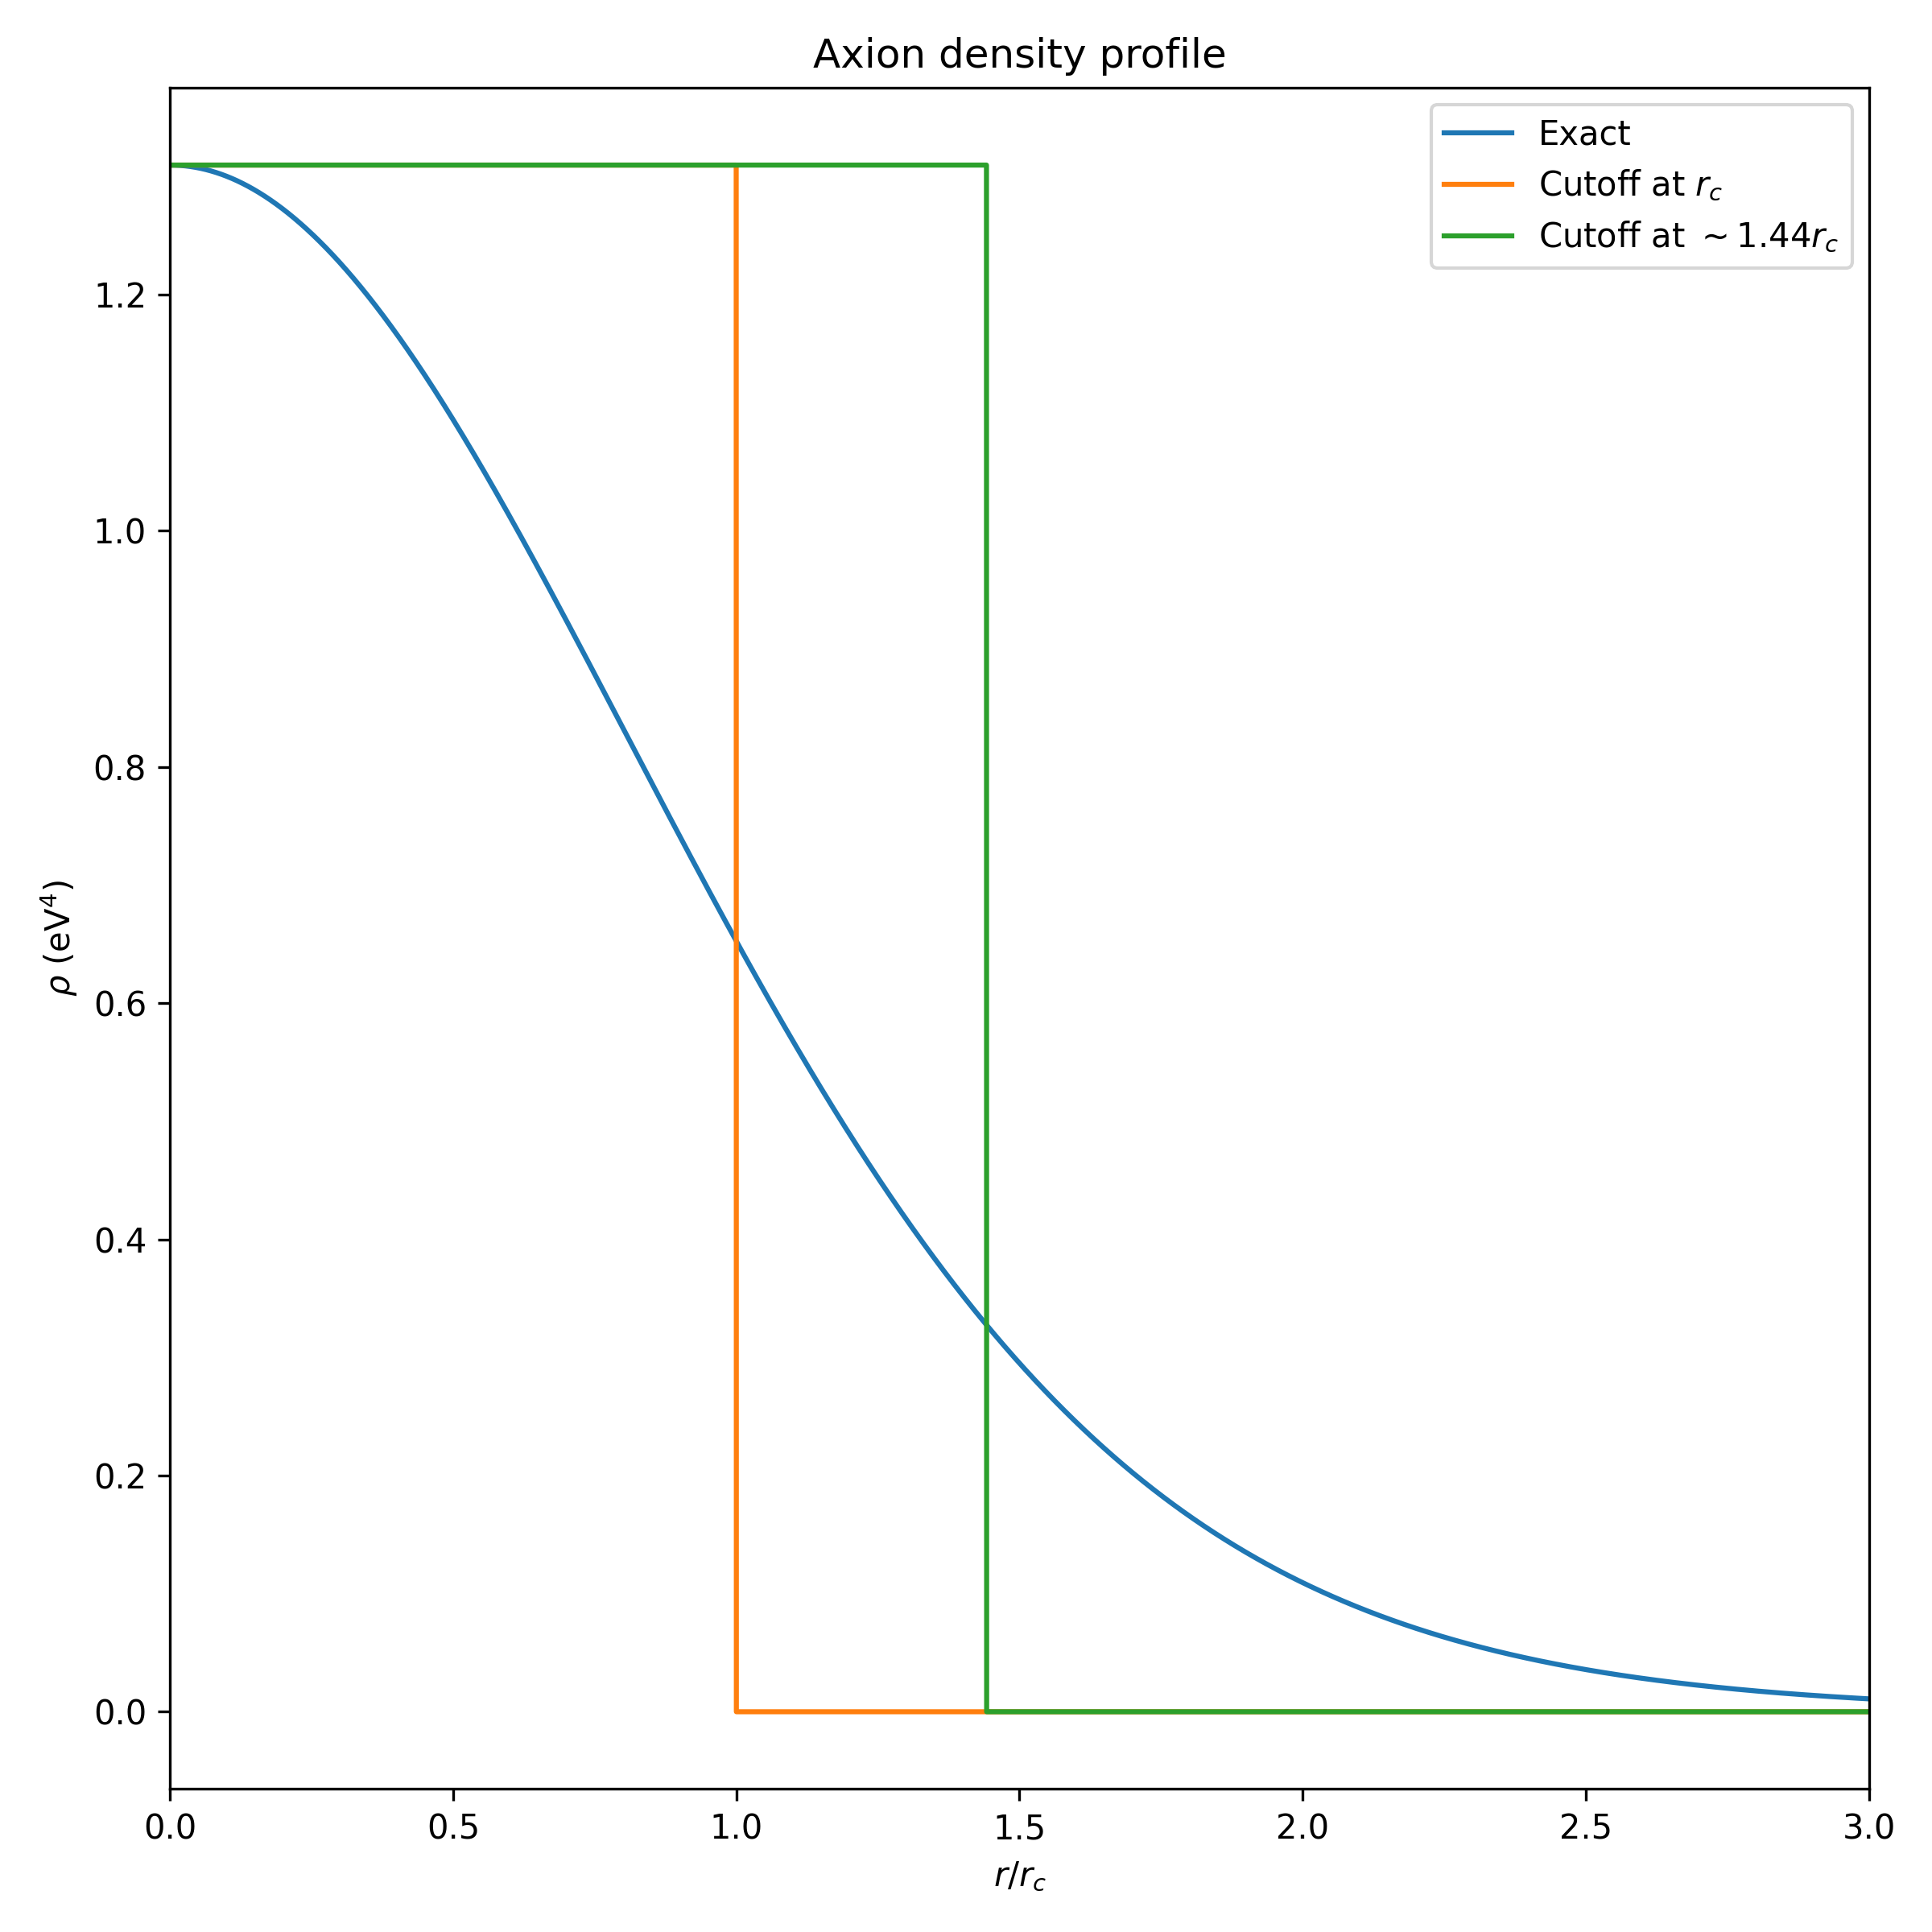 Axion density profile
Exact
Cutoff at r_c
Cutoff at ~1.44r_c
1.2
1.0
0.8
0.6
0.4
0.2
0.0
ρ (eV⁴)
0.0 0.5 1.0 1.5 2.0 2.5 3.0
r/r_c